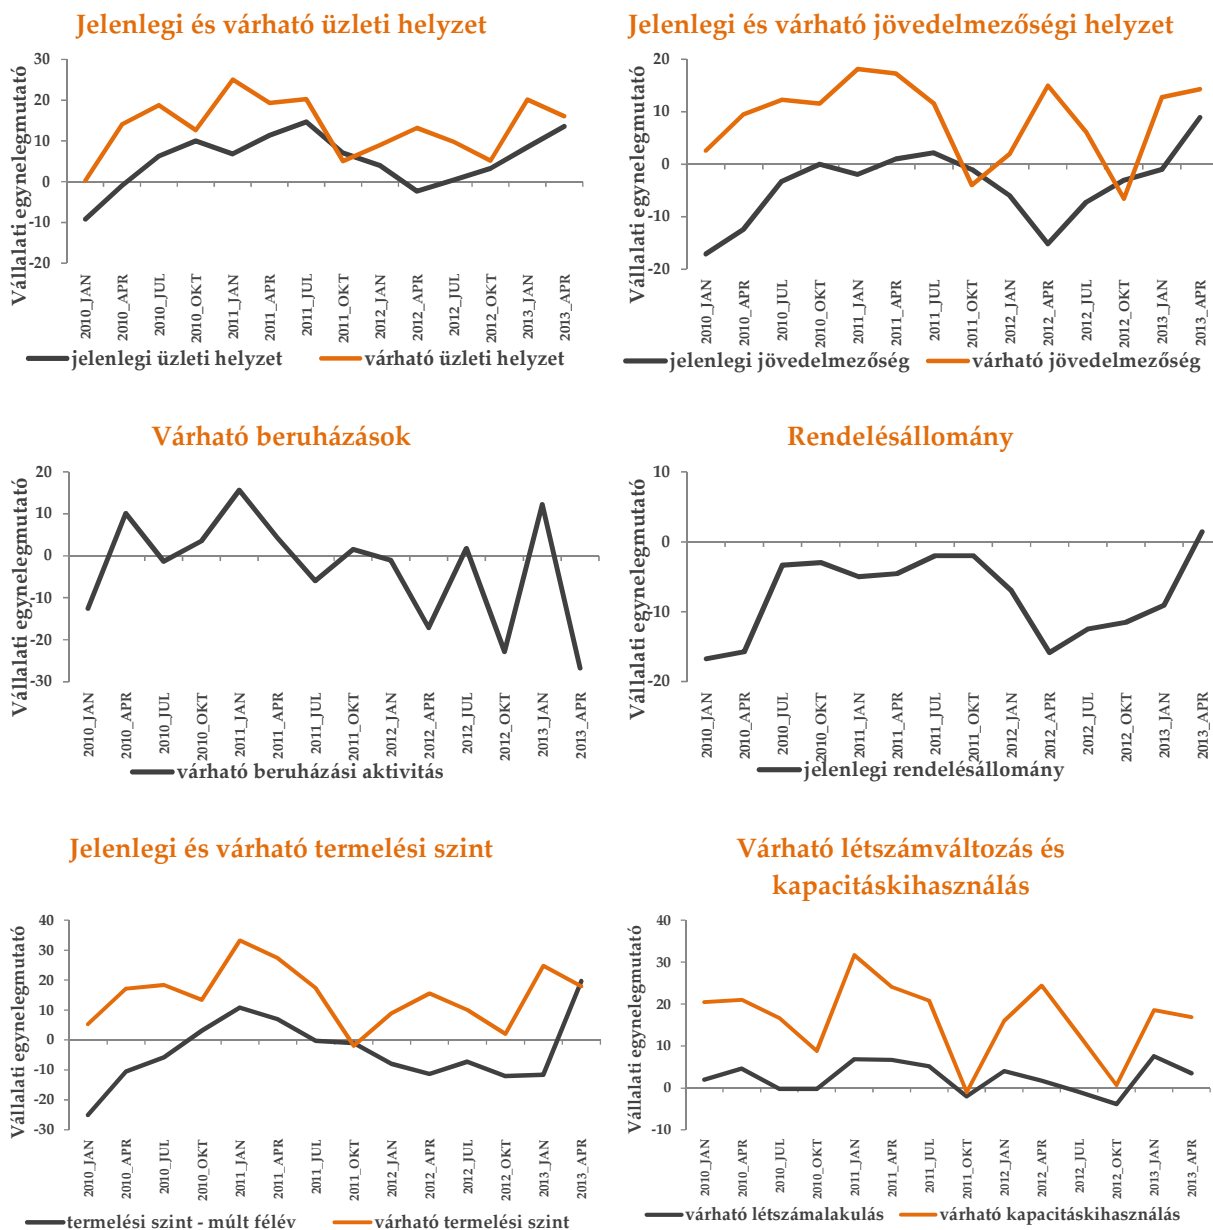 Jelenlegi és várható üzleti helyzet
Vállalati egynelegmutató
30
20
10
0
-10
-20
2010_JAN
2010_APR
2010_JUL
2010_OKT
2011_JAN
2011_APR
2011_JUL
2011_OKT
2012_JAN
2012_APR
2012_JUL
2012_OKT
2013_JAN
2013_APR
jelenlegi üzleti helyzet
várható üzleti helyzet
Jelenlegi és várható jövedelmezőségi helyzet
Vállalati egynelegmutató
20
10
0
-10
-20
2010_JAN
2010_APR
2010_JUL
2010_OKT
2011_JAN
2011_APR
2011_JUL
2011_OKT
2012_JAN
2012_APR
2012_JUL
2012_OKT
2013_JAN
2013_APR
jelenlegi jövedelmezőség
várható jövedelmezőség
Várható beruházások
Vállalati egynelegmutató
20
10
0
-10
-20
-30
2010_JAN
2010_APR
2010_JUL
2010_OKT
2011_JAN
2011_APR
2011_JUL
2011_OKT
2012_JAN
2012_APR
2012_JUL
2012_OKT
2013_JAN
2013_APR
várható beruházási aktivitás
Rendelésállomány
Vállalati egynelegmutató
10
0
-10
-20
2010_JAN
2010_APR
2010_JUL
2010_OKT
2011_JAN
2011_APR
2011_JUL
2011_OKT
2012_JAN
2012_APR
2012_JUL
2012_OKT
2013_JAN
2013_APR
jelenlegi rendelésállomány
Jelenlegi és várható termelési szint
Vállalati egynelegmutató
40
30
20
10
0
-10
-20
-30
2010_JAN
2010_APR
2010_JUL
2010_OKT
2011_JAN
2011_APR
2011_JUL
2011_OKT
2012_JAN
2012_APR
2012_JUL
2012_OKT
2013_JAN
2013_APR
termelési szint - múlt félév
várható termelési szint
Várható létszámváltozás és
kapacitáskihasználás
Vállalati egynelegmutató
40
30
20
10
0
-10
2010_JAN
2010_APR
2010_JUL
2010_OKT
2011_JAN
2011_APR
2011_JUL
2011_OKT
2012_JAN
2012_APR
2012_JUL
2012_OKT
2013_JAN
2013_APR
várható létszámalakulás
várható kapacitáskihasználás